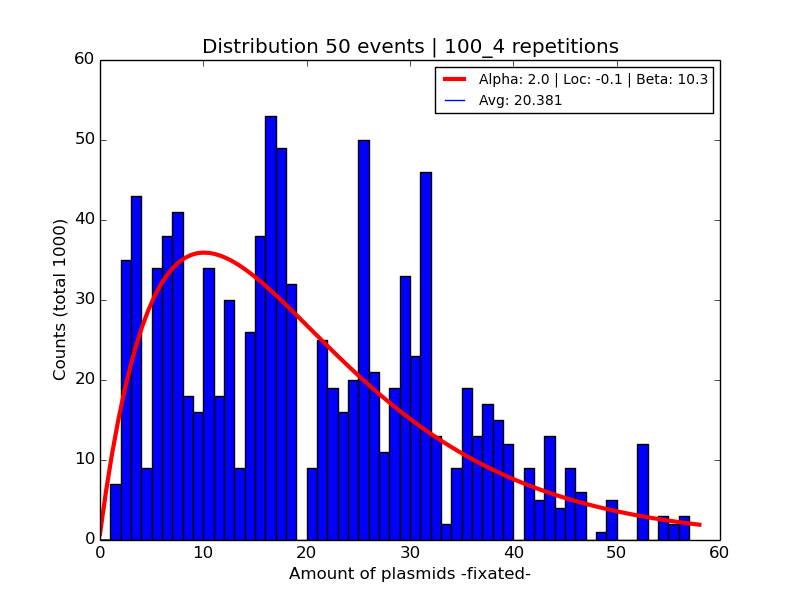 Distribution 50 events | 100_4 repetitions
60
50
40
30
20
10
0
Counts (total 1000)
Alpha: 2.0 | Loc: -0.1 | Beta: 10.3
Avg: 20.381
0 10 20 30 40 50 60
Amount of plasmids -fixated-